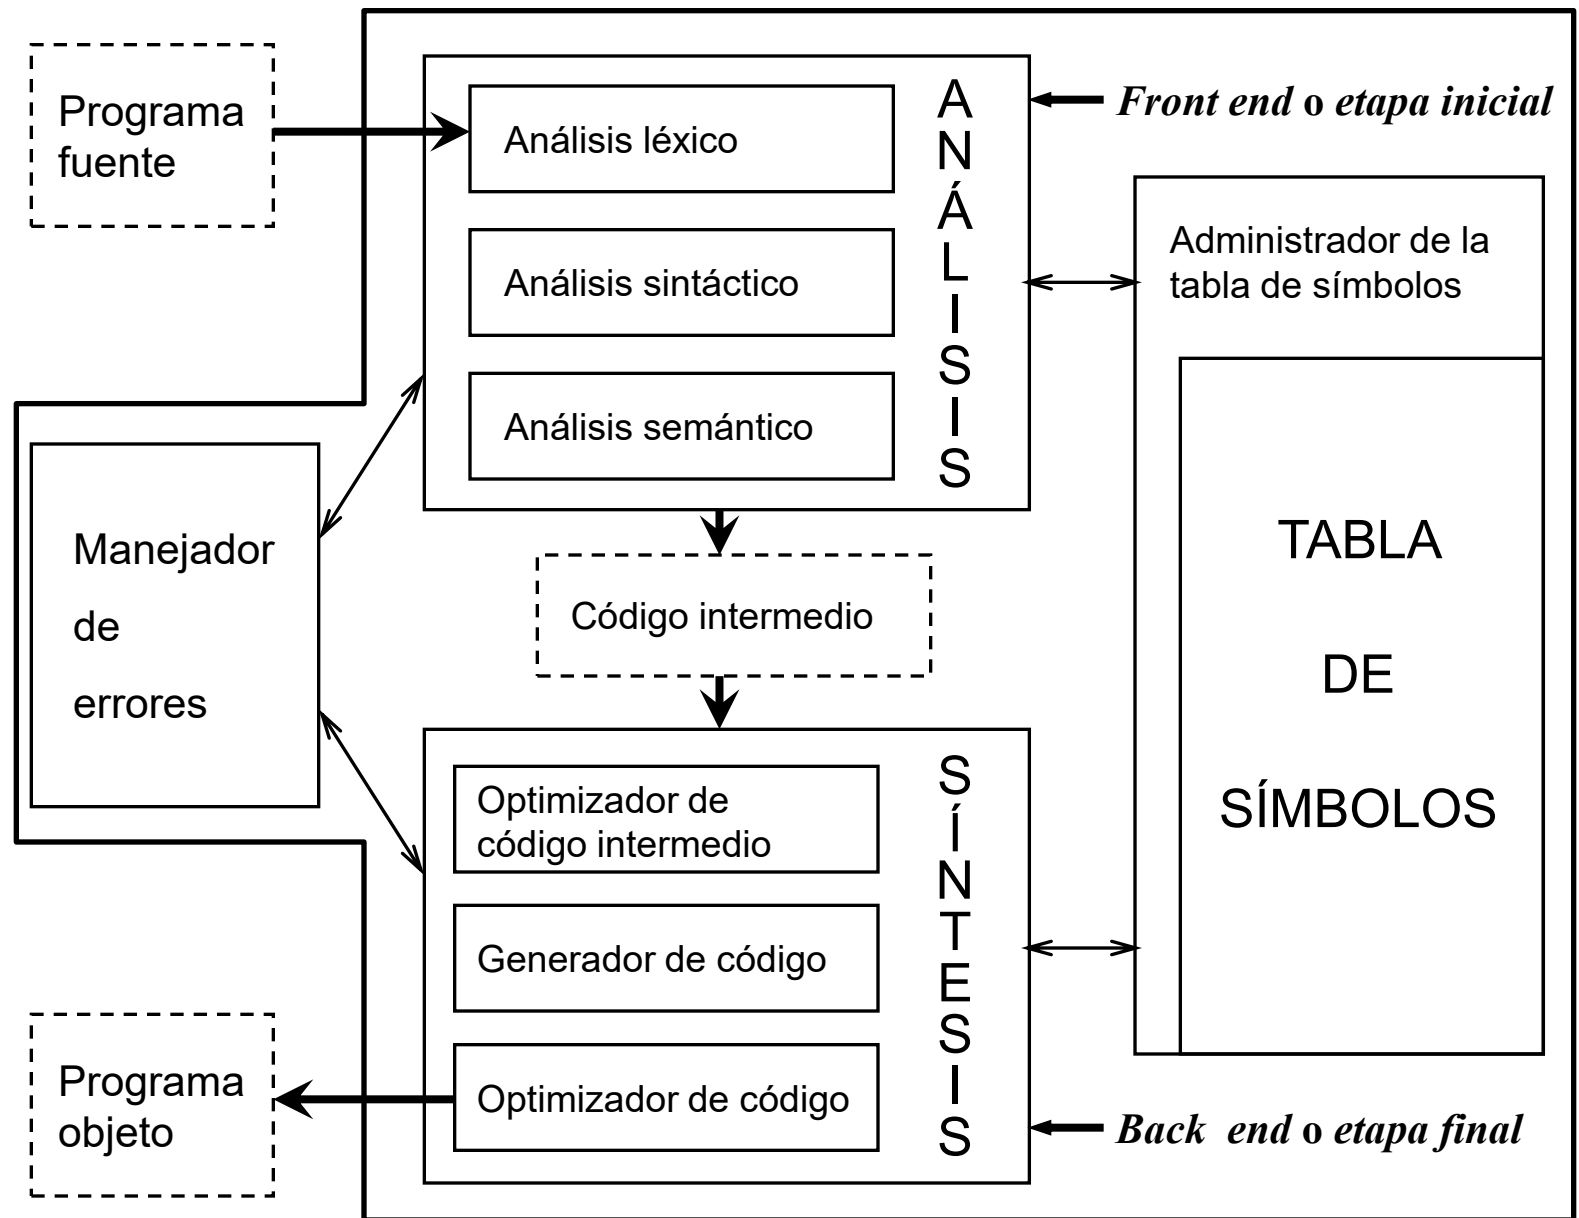 Programa
fuente
Análisis léxico
Análisis sintáctico
Análisis semántico
ANÁLISIS
Front end o etapa inicial
Administrador de la
tabla de símbolos
TABLA
DE
SÍMBOLOS
Manejador
de
errores
Código intermedio
Optimizador de
código intermedio
Generador de código
Optimizador de código
SÍNTESIS
Programa
objeto
Back end o etapa final